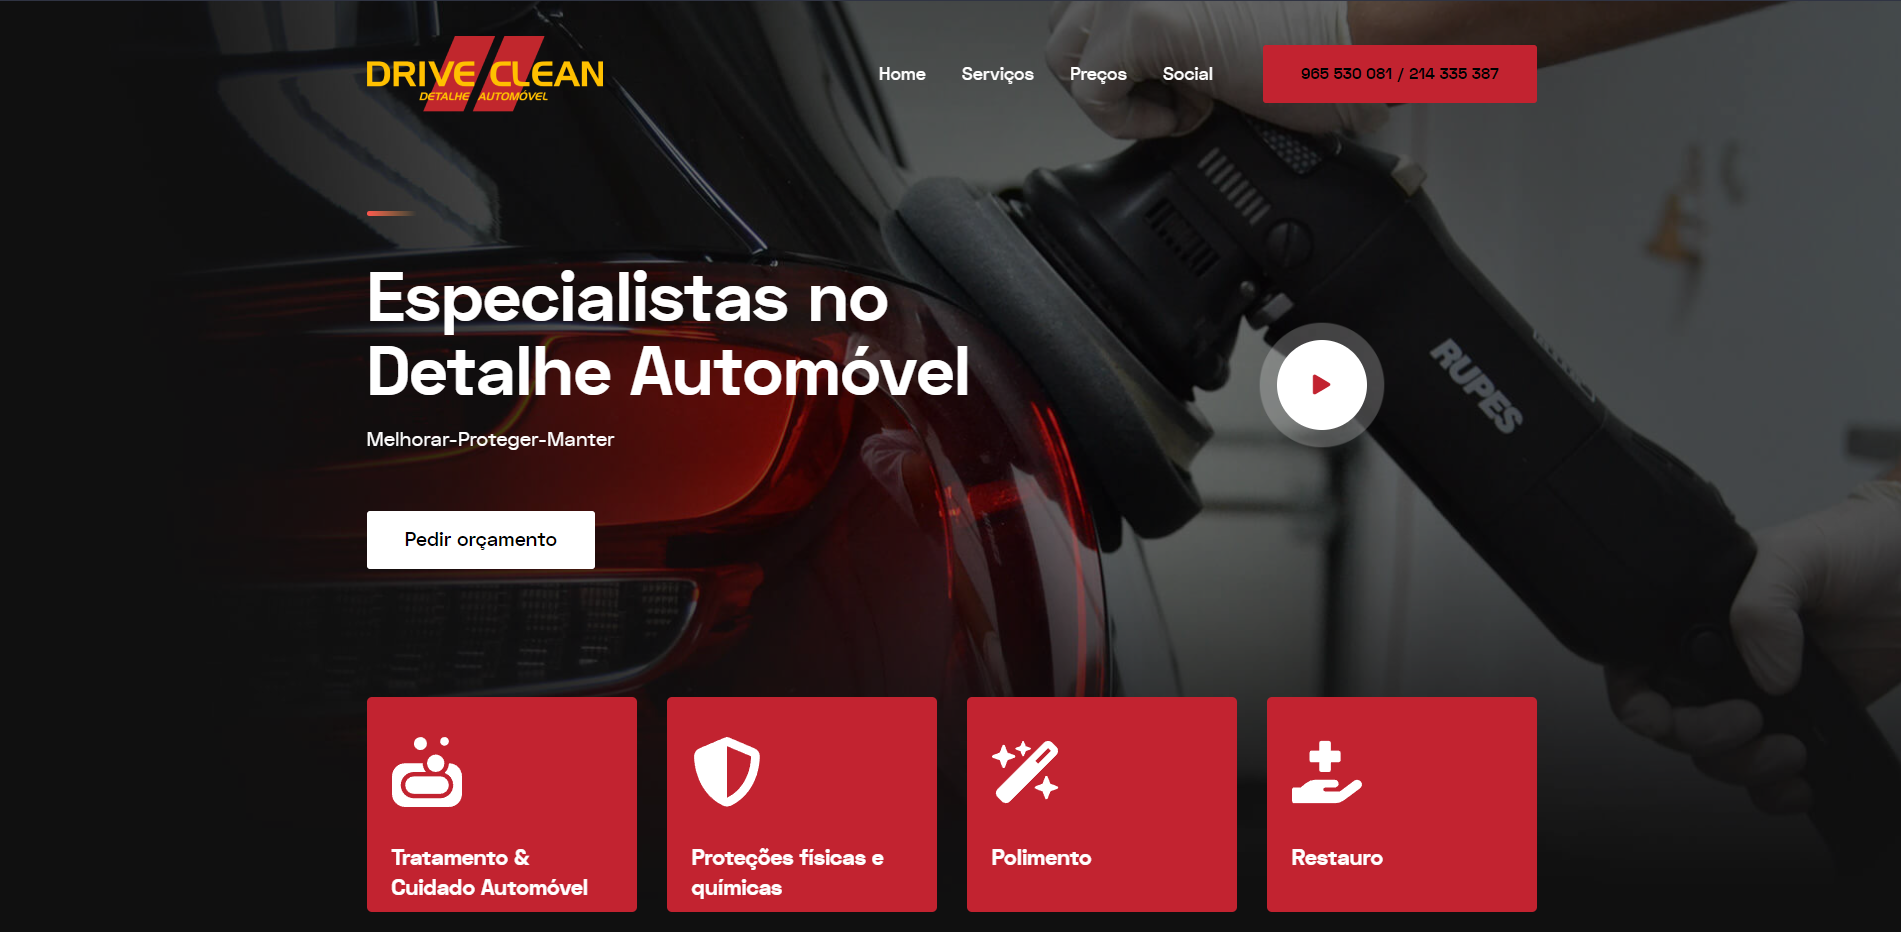 DRIVE CLEAN
DETALHE AUTOMÓVEL
Home Serviços Preços Social
965 530 081 / 214 335 387
Especialistas no
Detalhe Automóvel
Melhorar-Proteger-Manter
Pedir orçamento
RUPES
Tratamento &
Cuidado Automóvel
Proteções físicas e
químicas
Polimento
Restauro